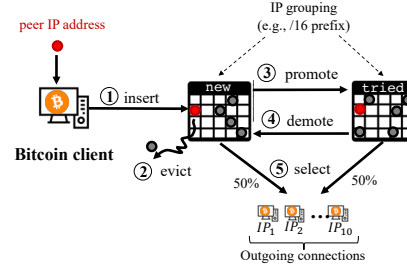 IP grouping
(e.g., /16 prefix)
peer IP address
① insert
new
③ promote
tried
④ demote
Bitcoin client
② evict
⑤ select
50%
50%
IP1 IP2 ... IP10
Outgoing connections